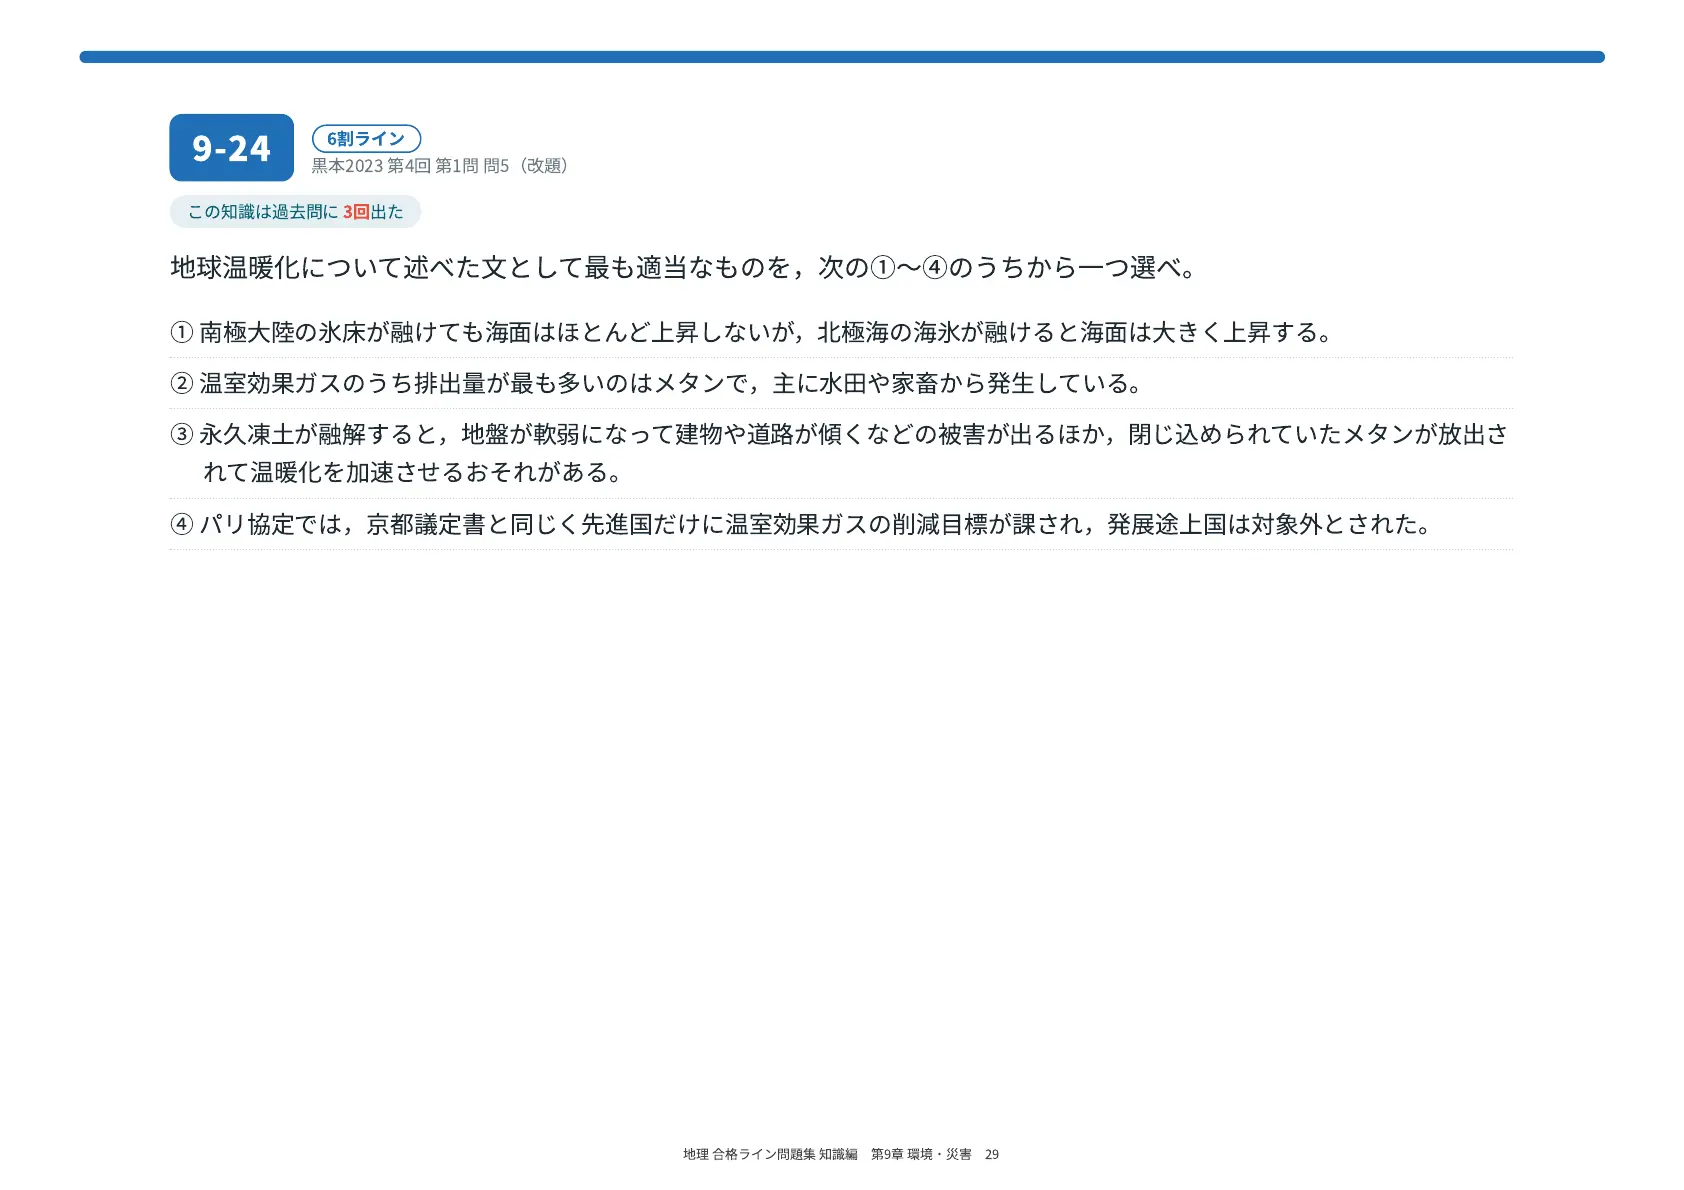 9-24
6割ライン
黒本2023 第4回 第1問 問5（改題）
この知識は過去問に 3回出た
地球温暖化について述べた文として最も適当なものを，次の①～④のうちから一つ選べ。
① 南極大陸の氷床が融けても海面はほとんど上昇しないが，北極海の海氷が融けると海面は大きく上昇する。
② 温室効果ガスのうち排出量が最も多いのはメタンで，主に水田や家畜から発生している。
③ 永久凍土が融解すると，地盤が軟弱になって建物や道路が傾くなどの被害が出るほか，閉じ込められていたメタンが放出さ
れて温暖化を加速させるおそれがある。
④ パリ協定では，京都議定書と同じく先進国だけに温室効果ガスの削減目標が課され，発展途上国は対象外とされた。
地理 合格ライン問題集 知識編　第9章 環境・災害　29